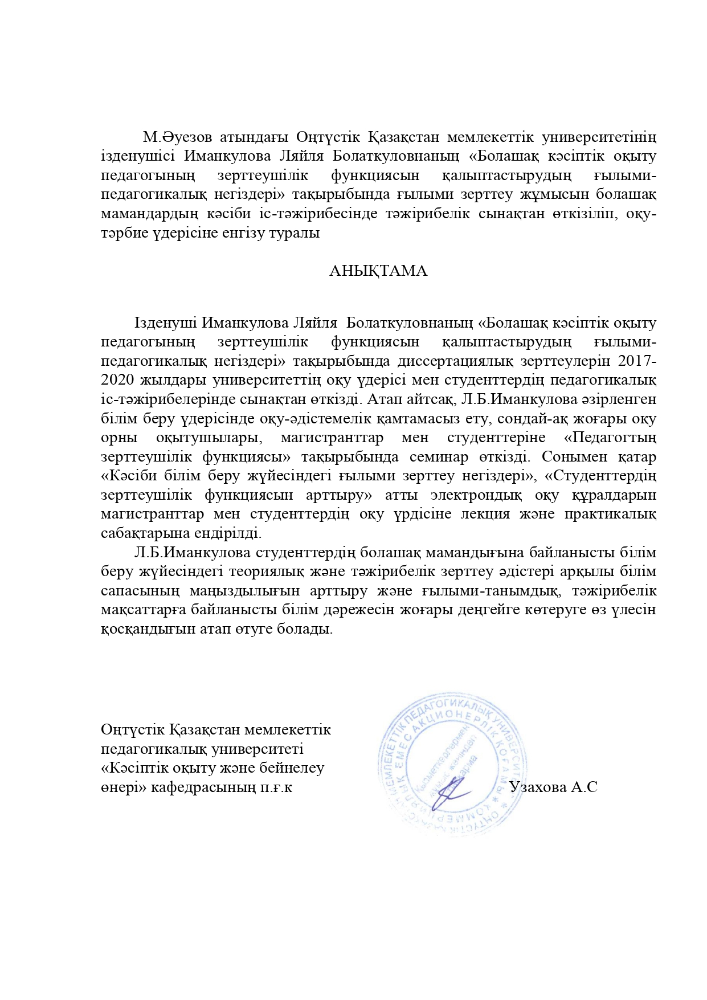 М.Әуезов атындағы Оңтүстік Қазақстан мемлекеттік университетінің
ізденушісі Иманкулова Ляйля Болаткуловнаның «Болашақ кәсіптік оқыту
педагогының зерттеушілік функциясын қалыптастырудың ғылыми-
педагогикалық негіздері» тақырыбында ғылыми зерттеу жұмысын болашақ
мамандардың кәсіби іс-тәжірибесінде тәжірибелік сынақтан өткізіліп, оқу-
тәрбие үдерісіне енгізу туралы
АНЫҚТАМА
Ізденуші Иманкулова Ляйля Болаткуловнаның «Болашақ кәсіптік оқыту
педагогының зерттеушілік функциясын қалыптастырудың ғылыми-
педагогикалық негіздері» тақырыбында диссертациялық зерттеулерін 2017-
2020 жылдары университеттің оқу үдерісі мен студенттердің педагогикалық
іс-тәжірибелерінде сынақтан өткізді. Атап айтсақ, Л.Б.Иманкулова әзірленген
білім беру үдерісінде оқу-әдістемелік қамтамасыз ету, сондай-ақ жоғары оқу
орны оқытушылары, магистранттар мен студенттеріне «Педагогтың
зерттеушілік функциясы» тақырыбында семинар өткізді. Сонымен қатар
«Кәсіби білім беру жүйесіндегі ғылыми зерттеу негіздері», «Студенттердің
зерттеушілік функциясын арттыру» атты электрондық оқу құралдарын
магистранттар мен студенттердің оқу үрдісіне лекция және практикалық
сабақтарына ендірілді.
Л.Б.Иманкулова студенттердің болашақ мамандығына байланысты білім
беру жүйесіндегі теориялық және тәжірибелік зерттеу әдістері арқылы білім
сапасының маңыздылығын арттыру және ғылыми-танымдық, тәжірибелік
мақсаттарға байланысты білім дәрежесін жоғары деңгейге көтеруге өз үлесін
қосқандығын атап өтуге болады.
Оңтүстік Қазақстан мемлекеттік
педагогикалық университеті
«Кәсіптік оқыту және бейнелеу
өнері» кафедрасының п.ғ.к Узахова А.С
МЕМЛЕКЕТТІК ПЕДАГОГИКАЛЫҚ УНИВЕРСИТЕТІ * ОҢТҮСТІК
ЕМЕС АКЦИОНЕРЛІК ҚОҒАМЫ * КОММЕРЦИЯЛЫҚ
Қызметкерлермен
жұмыс жөніндегі